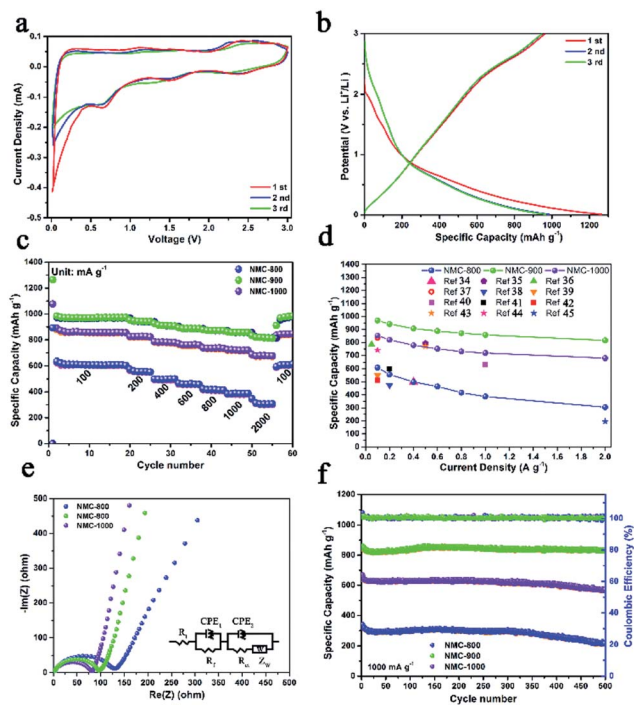 a
Current Density (mA)
0.1
0.0
-0.1
-0.2
-0.3
-0.4
-0.5
0.0 0.5 1.0 1.5 2.0 2.5 3.0
Voltage (V)
1 st
2 nd
3 rd
b
Potential (V vs. Li+/Li)
3
2
1
0
0 200 400 600 800 1000 1200
Specific Capacity (mAh g-1)
1 st
2 nd
3 rd
c
Specific Capacity (mAh g-1)
1400
1200
1000
800
600
400
200
0
Unit: mA g-1
NMC-800
NMC-900
NMC-1000
100 200 400 600 800 1000 2000 100
0 10 20 30 40 50 60
Cycle number
d
Specific Capacity (mAh g-1)
1400
1300
1200
1100
1000
900
800
700
600
500
400
300
200
100
0
NMC-800 NMC-900 NMC-1000
Ref 34 Ref 35 Ref 36
Ref 37 Ref 38 Ref 39
Ref 40 Ref 41 Ref 42
Ref 43 Ref 44 Ref 45
0.0 0.2 0.4 0.6 0.8 1.0 1.2 1.4 1.6 1.8 2.0
Current Density (A g-1)
e
-Im(Z) (ohm)
500
400
300
200
100
0
NMC-800
NMC-600
NMC-1000
CPE1 CPE2
Rf Rct ZW
0 50 100 150 200 250 300 350 400 450 500
Re(Z) (ohm)
f
Specific Capacity (mAh g-1)
1200
1000
800
600
400
200
0
100
80
60
40
20
0
Coulombic Efficiency (%)
NMC-800
NMC-900
NMC-1000
1000 mA g-1
0 50 100 150 200 250 300 350 400 450 500
Cycle number